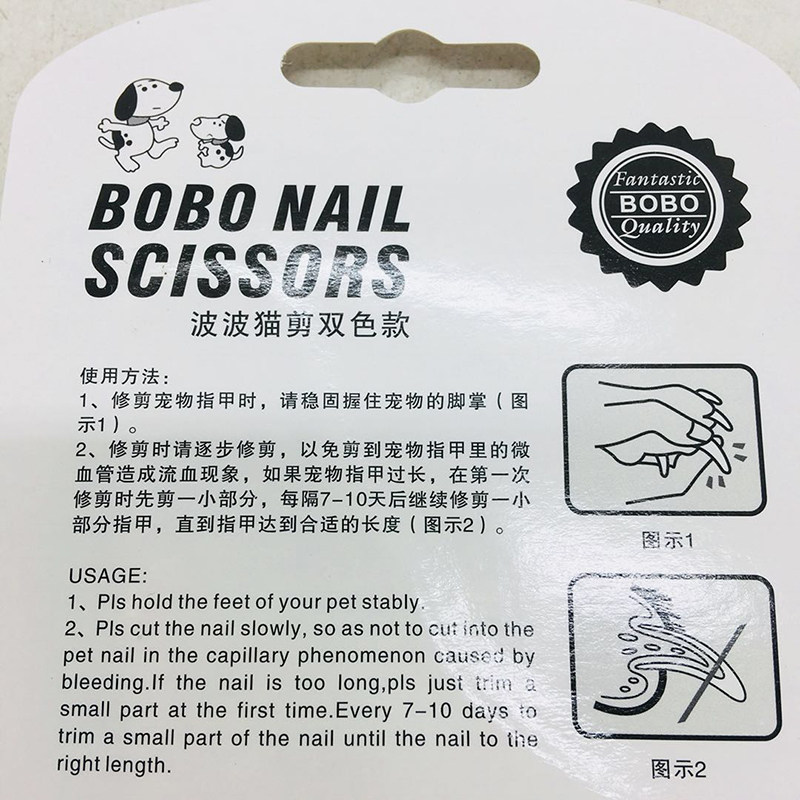 BOBO NAIL
SCISSORS
波波猫剪双色款
Fantastic
BOBO
Quality
使用方法：
1、修剪宠物指甲时，请稳固握住宠物的脚掌（图
示1）。
2、修剪时请逐步修剪，以免剪到宠物指甲里的微
血管造成流血现象，如果宠物指甲过长，在第一次
修剪时先剪一小部分，每隔7-10天后继续修剪一小
部分指甲，直到指甲达到合适的长度（图示2）。
图示1
USAGE:
1、Pls hold the feet of your pet stably.
2、Pls cut the nail slowly, so as not to cut into the
pet nail in the capillary phenomenon caused by
bleeding.If the nail is too long,pls just trim a
small part at the first time.Every 7-10 days to
trim a small part of the nail until the nail to the
right length.
图示2